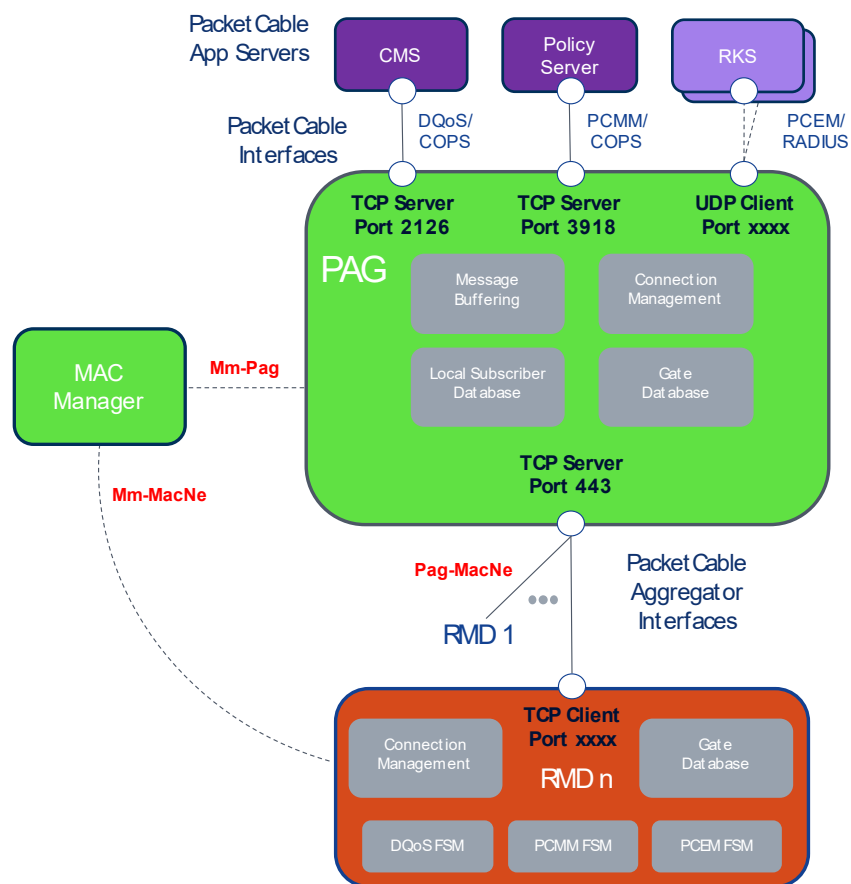 Packet Cable
App Servers
CMS
Policy
Server
RKS
Packet Cable
Interfaces
DQoS/
COPS
PCMM/
COPS
PCEM/
RADIUS
TCP Server
Port 2126
TCP Server
Port 3918
UDP Client
Port xxxx
PAG
Message
Buffering
Connection
Management
Local Subscriber
Database
Gate
Database
MAC
Manager
Mm-Pag
TCP Server
Port 443
Mm-MacNe
Pag-MacNe
RMD 1
Packet Cable
Aggregator
Interfaces
TCP Client
Port xxxx
Connection
Management
RMD n
Gate
Database
DQoS FSM
PCMM FSM
PCEM FSM